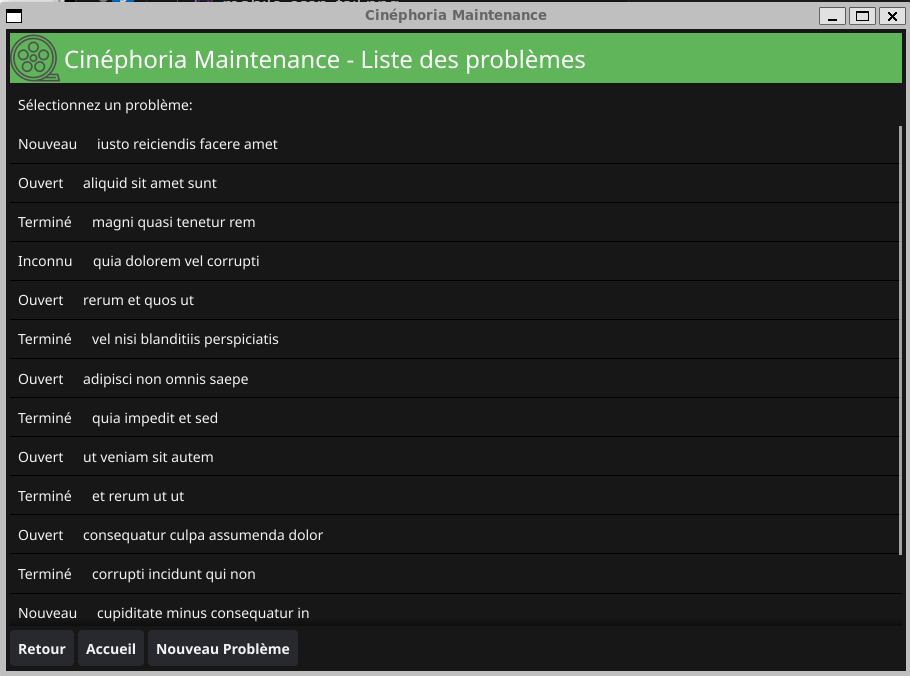 Cinéphoria Maintenance
Cinéphoria Maintenance - Liste des problèmes
Sélectionnez un problème:
Nouveau iusto reiciendis facere amet
Ouvert aliquid sit amet sunt
Terminé magni quasi tenetur rem
Inconnu quia dolorem vel corrupti
Ouvert rerum et quos ut
Terminé vel nisi blanditiis perspiciatis
Ouvert adipisci non omnis saepe
Terminé quia impedit et sed
Ouvert ut veniam sit autem
Terminé et rerum ut ut
Ouvert consequatur culpa assumenda dolor
Terminé corrupti incidunt qui non
Nouveau cupiditate minus consequatur in
Retour Accueil Nouveau Problème